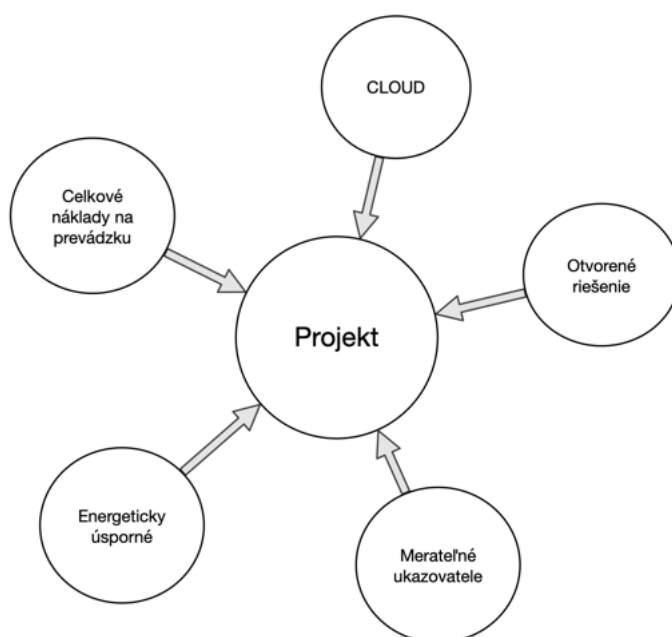 CLOUD
Celkové
náklady na
prevádzku
Otvorené
riešenie
Projekt
Energeticky
úsporné
Merateľné
ukazovatele